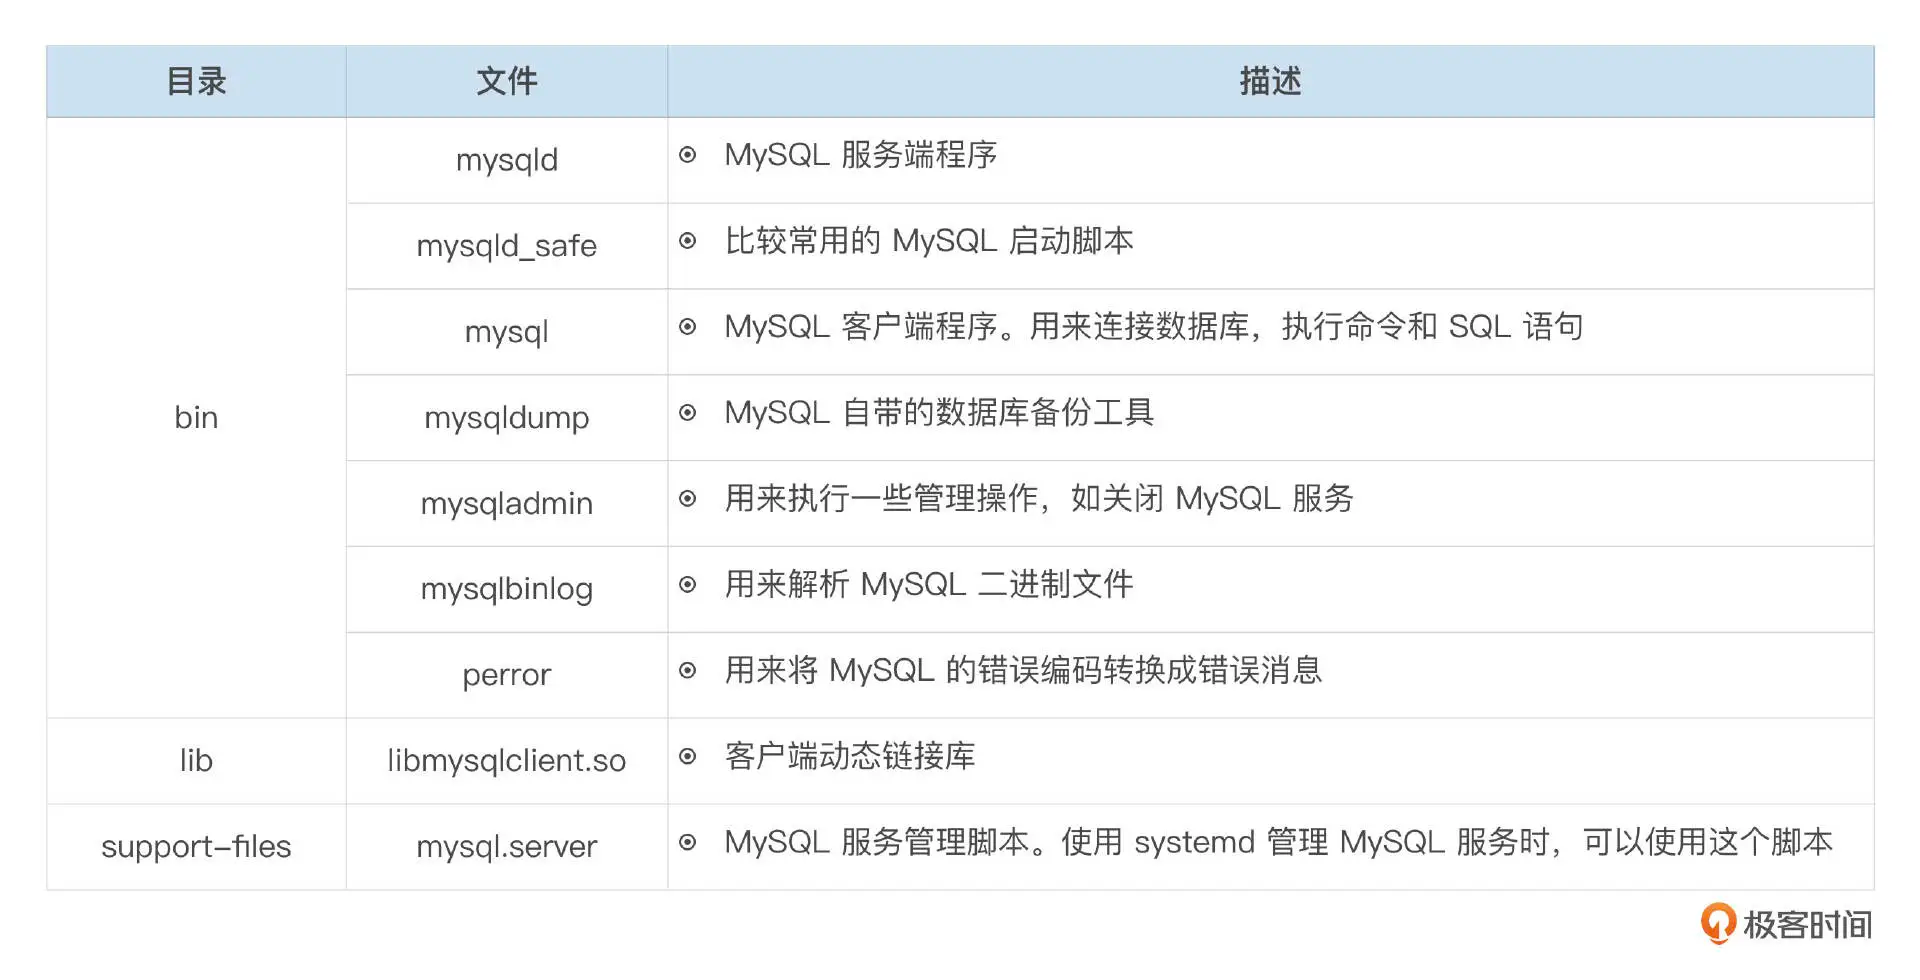 目录 文件 描述
mysqld ⦿ MySQL 服务端程序
mysqld_safe ⦿ 比较常用的 MySQL 启动脚本
mysql ⦿ MySQL 客户端程序。用来连接数据库，执行命令和 SQL 语句
bin mysqldump ⦿ MySQL 自带的数据库备份工具
mysqladmin ⦿ 用来执行一些管理操作，如关闭 MySQL 服务
mysqlbinlog ⦿ 用来解析 MySQL 二进制文件
perror ⦿ 用来将 MySQL 的错误编码转换成错误消息
lib libmysqlclient.so ⦿ 客户端动态链接库
support-files mysql.server ⦿ MySQL 服务管理脚本。使用 systemd 管理 MySQL 服务时，可以使用这个脚本
极客时间